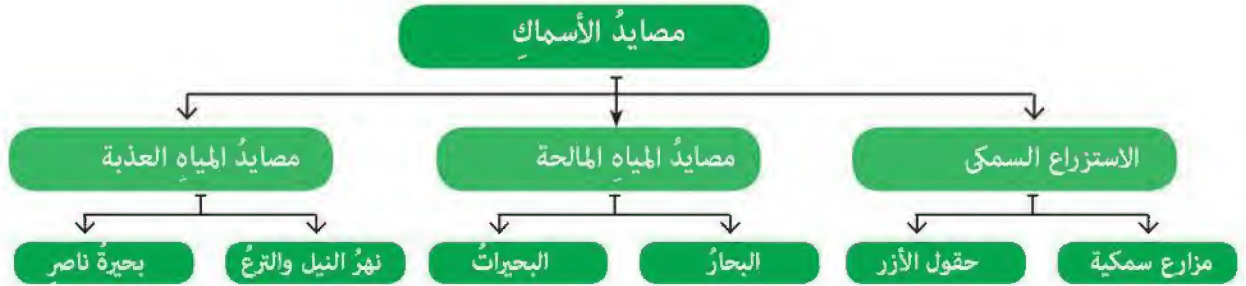 مصايدُ الأسماكِ
الاستزراع السمكى
مصايدُ المياهِ المالحة
مصايدُ المياهِ العذبة
مزارع سمكية
حقول الأزر
البحارُ
البحيراتُ
نهرُ النيل والترعُ
بحيرةُ ناصرِ